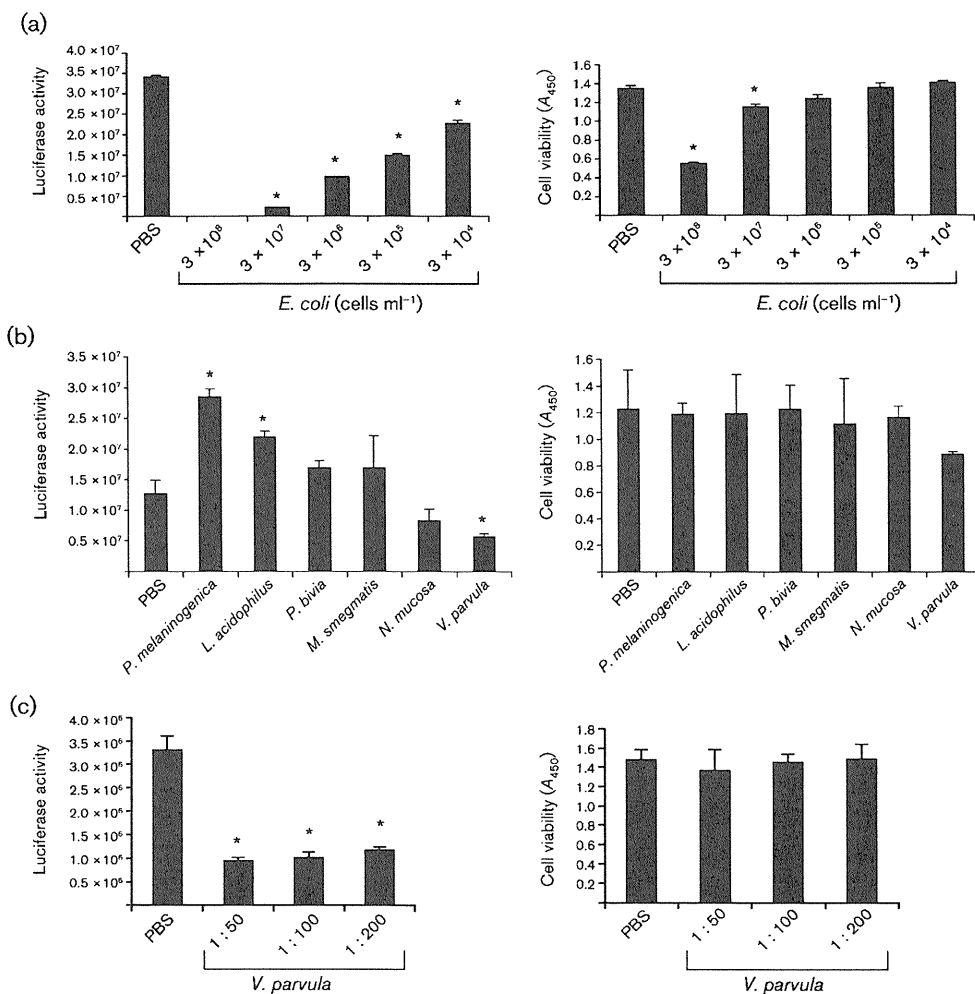 (a)
Luciferase activity
4.0 × 10⁷
3.5 × 10⁷
3.0 × 10⁷
2.5 × 10⁷
2.0 × 10⁷
1.5 × 10⁷
1.0 × 10⁷
0.5 × 10⁷
* * * *
PBS
3 × 10⁸
3 × 10⁷
3 × 10⁶
3 × 10⁵
3 × 10⁴
E. coli (cells ml⁻¹)
Cell viability (A₄₅₀)
1.6
1.4
1.2
1.0
0.8
0.6
0.4
0.2
* *
PBS
3 × 10⁸
3 × 10⁷
3 × 10⁶
3 × 10⁵
3 × 10⁴
E. coli (cells ml⁻¹)
(b)
Luciferase activity
3.5 × 10⁷
3.0 × 10⁷
2.5 × 10⁷
2.0 × 10⁷
1.5 × 10⁷
1.0 × 10⁷
0.5 × 10⁷
* * *
PBS
P. melaninogenica
L. acidophilus
P. bivia
M. smegmatis
N. mucosa
V. parvula
Cell viability (A₄₅₀)
1.6
1.4
1.2
1.0
0.8
0.6
0.4
0.2
PBS
P. melaninogenica
L. acidophilus
P. bivia
M. smegmatis
N. mucosa
V. parvula
(c)
Luciferase activity
4.0 × 10⁶
3.5 × 10⁶
3.0 × 10⁶
2.5 × 10⁶
2.0 × 10⁶
1.5 × 10⁶
1.0 × 10⁶
0.5 × 10⁶
* * *
PBS
1 : 50
1 : 100
1 : 200
V. parvula
Cell viability (A₄₅₀)
1.8
1.6
1.4
1.2
1.0
0.8
0.6
0.4
0.2
PBS
1 : 50
1 : 100
1 : 200
V. parvula